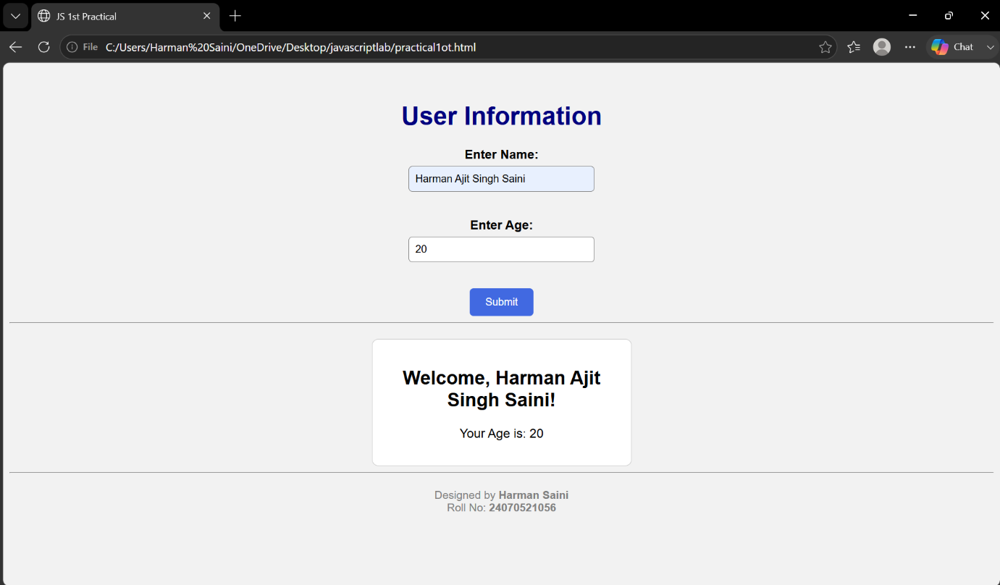 JS 1st Practical
File C:/Users/Harman%20Saini/OneDrive/Desktop/javascriptlab/practical1ot.html
Chat
User Information
Enter Name:
Harman Ajit Singh Saini
Enter Age:
20
Submit
Welcome, Harman Ajit
Singh Saini!
Your Age is: 20
Designed by Harman Saini
Roll No: 24070521056